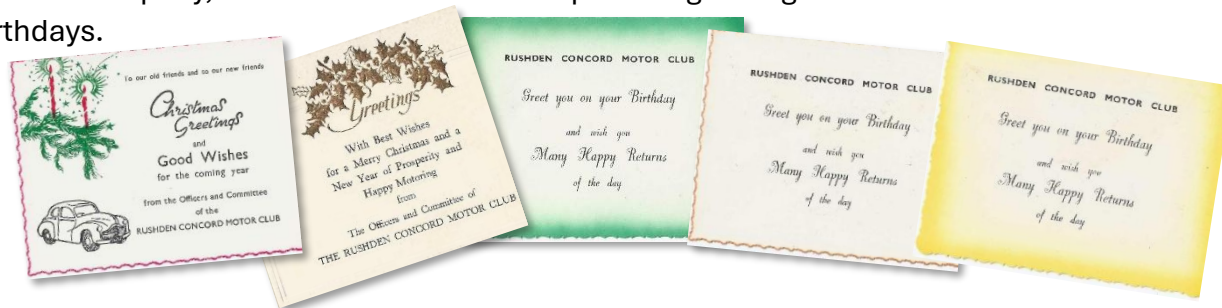 rthdays.
To our old friends and to our new friends
Christmas
Greetings
and
Good Wishes
for the coming year
from the Officers and Committee
of the
RUSHDEN CONCORD MOTOR CLUB
Greetings
With Best Wishes
for a Merry Christmas and a
New Year of Prosperity and
Happy Motoring
from
The Officers and Committee of
THE RUSHDEN CONCORD MOTOR CLUB
RUSHDEN CONCORD MOTOR CLUB
Greet you on your Birthday
and wish you
Many Happy Returns
of the day
RUSHDEN CONCORD MOTOR CLUB
Greet you on your Birthday
and wish you
Many Happy Returns
of the day
RUSHDEN CONCORD MOTOR CLUB
Greet you on your Birthday
and wish you
Many Happy Returns
of the day